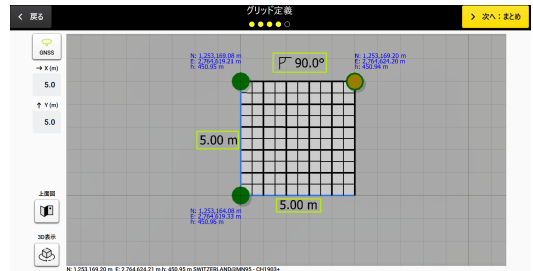 戻る
グリッド定義
次へ：まとめ
GNSS
→ X (m)
5.0
↑ Y (m)
5.0
上面図
3D表示
N: 1,253,169.08 m
E: 2,764,619.21 m
h: 450.95 m
90.0°
N: 1,253,169.20 m
E: 2,764,624.20 m
h: 450.94 m
5.00 m
5.00 m
N: 1,253,164.08 m
E: 2,764,619.33 m
h: 450.96 m
N: 1,253,169.20 m E: 2,764,624.21 m h: 450.95 m SWITZERLAND/JMN95 - CH1903+